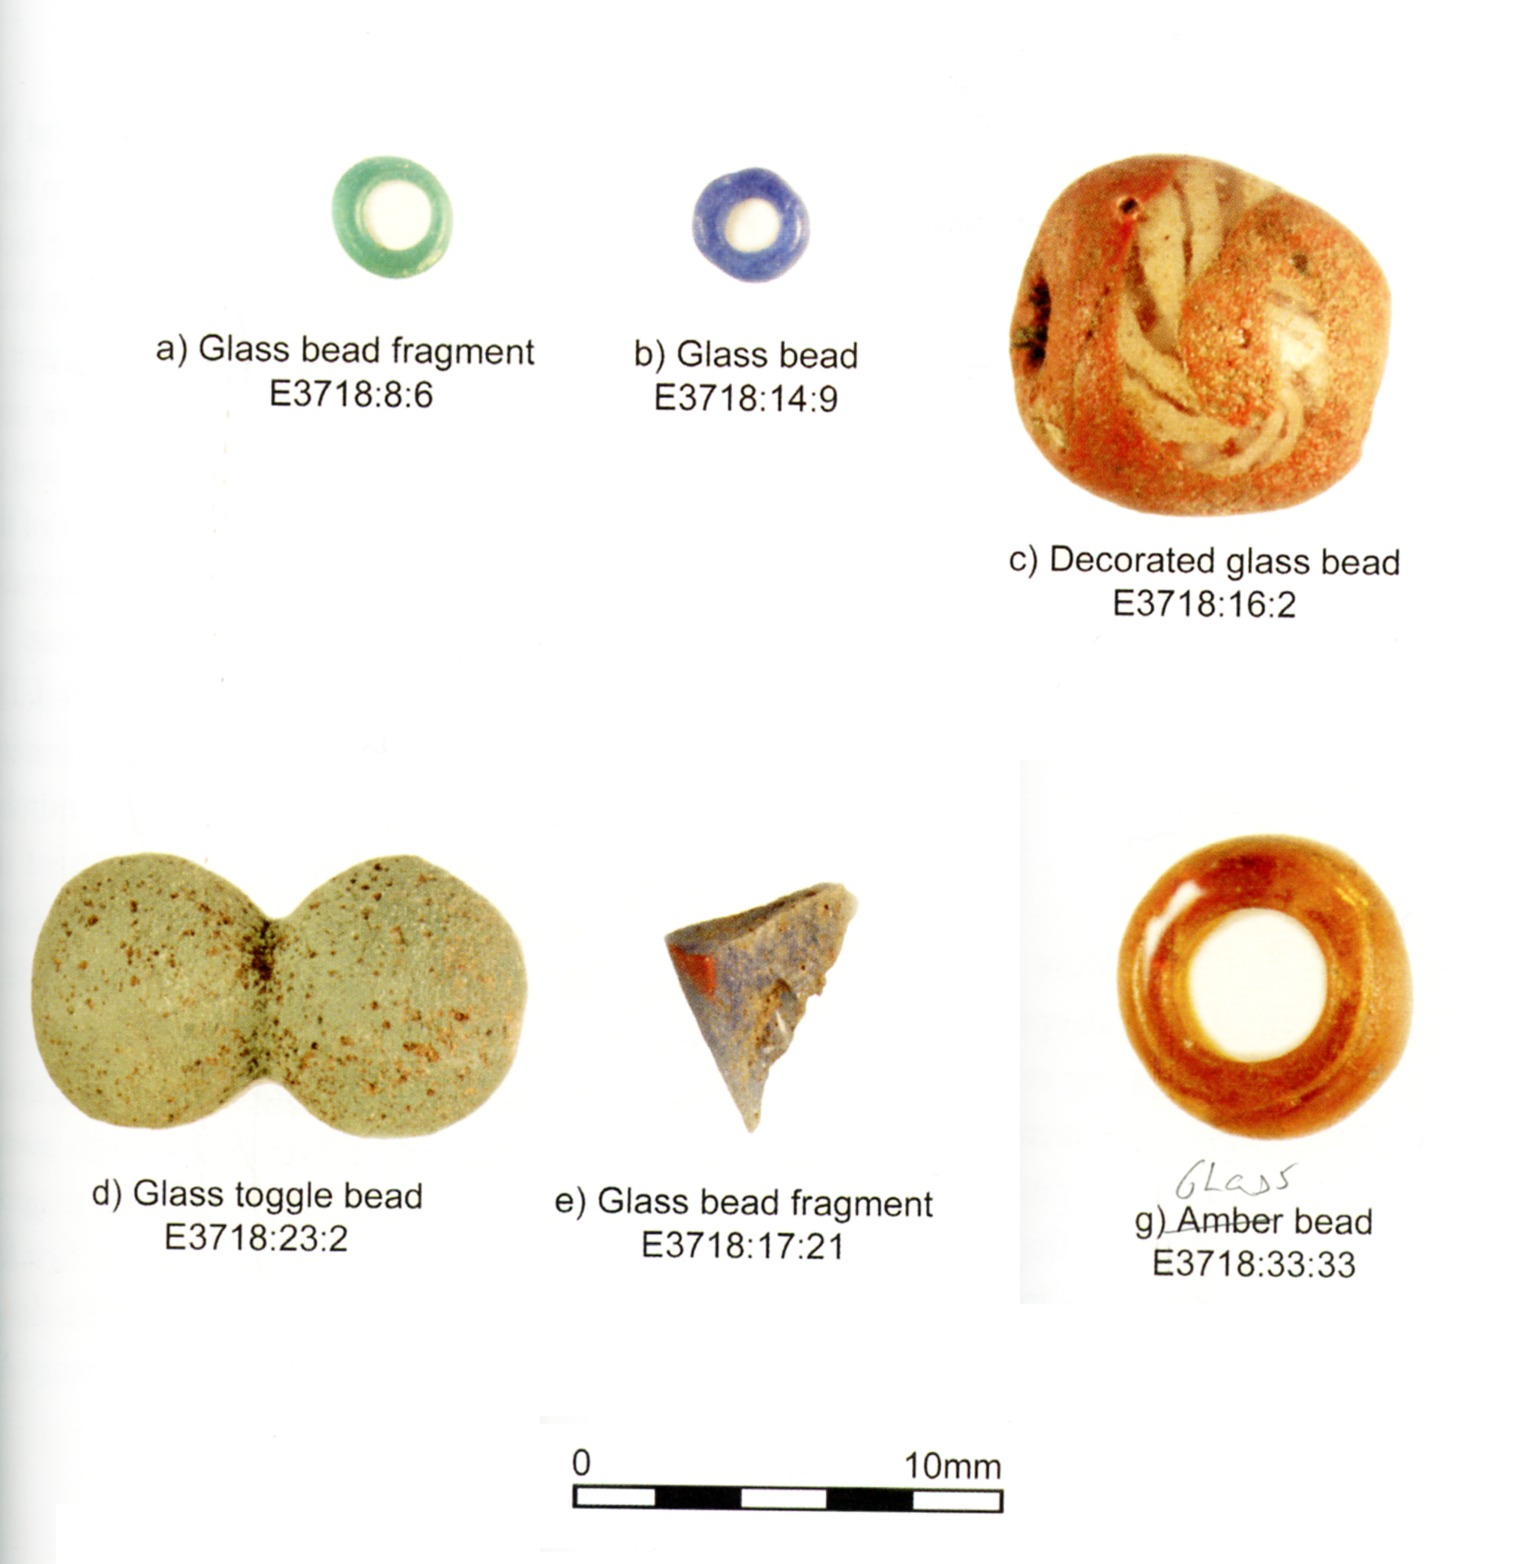 a) Glass bead fragment
E3718:8:6
b) Glass bead
E3718:14:9
c) Decorated glass bead
E3718:16:2
d) Glass toggle bead
E3718:23:2
e) Glass bead fragment
E3718:17:21
Glass
g) Amber bead
E3718:33:33
0 10mm